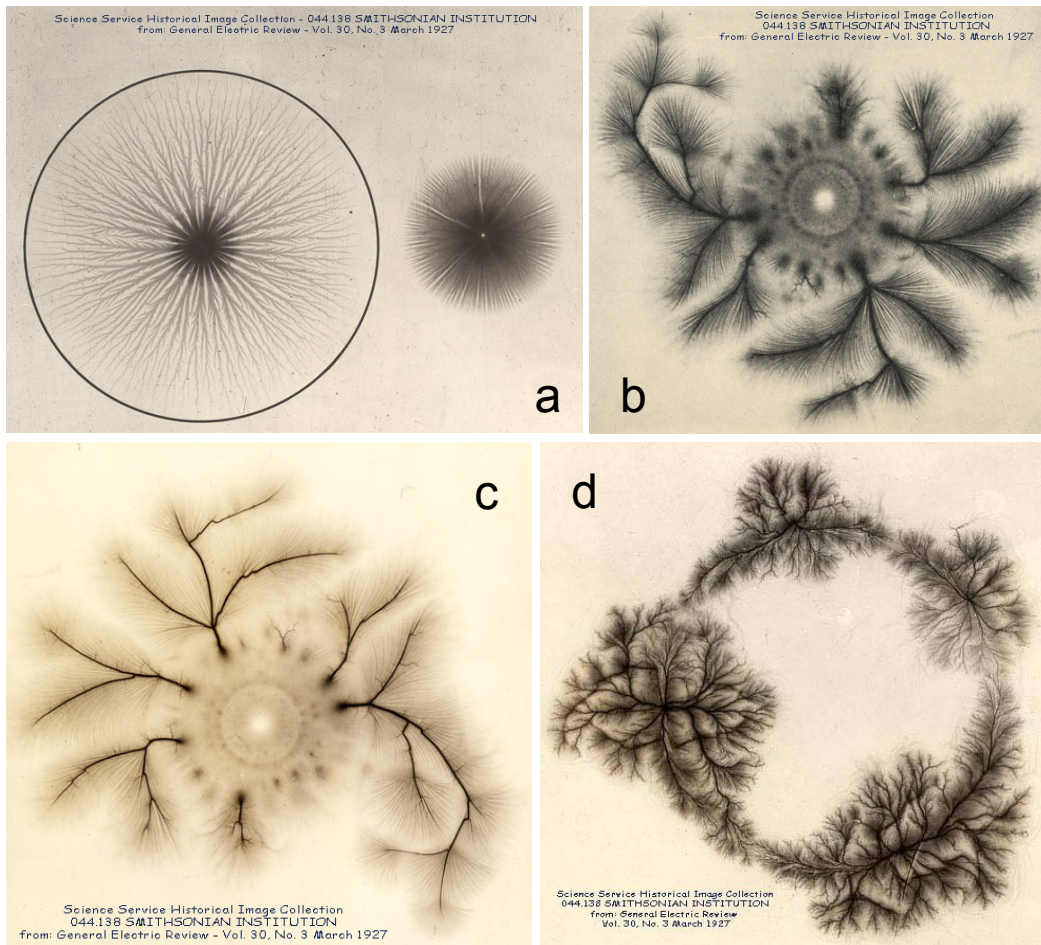 Science Service Historical Image Collection - 044.138 SMITHSONIAN INSTITUTION
from: General Electric Review - Vol. 30, No. 3 March 1927
a
Science Service Historical Image Collection
044.138 SMITHSONIAN INSTITUTION
from: General Electric Review - Vol. 30, No. 3 March 1927
b
c
Science Service Historical Image Collection
044.138 SMITHSONIAN INSTITUTION
from: General Electric Review - Vol. 30, No. 3 March 1927
d
Science Service Historical Image Collection
044.138 SMITHSONIAN INSTITUTION
from: General Electric Review
Vol. 30, No. 3 March 1927